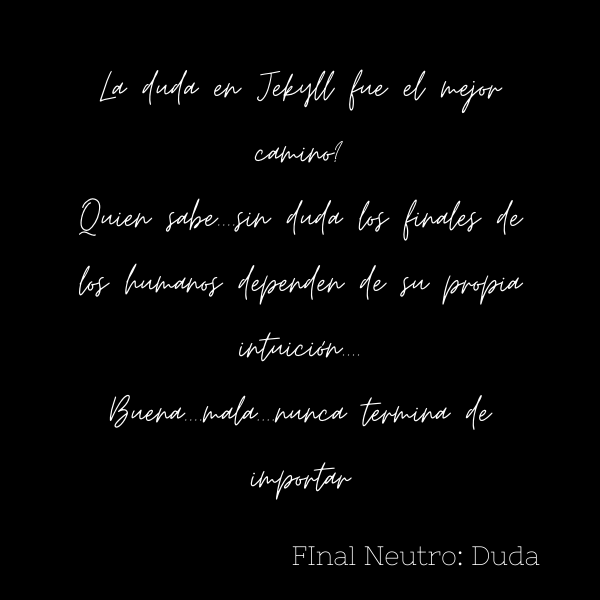 La duda en Jekyll fue el mejor
camino?
Quien sabe...sin duda los finales de
los humanos dependen de su propia
intuición....
Buena....mala....nunca termina de
importar
FInal Neutro: Duda